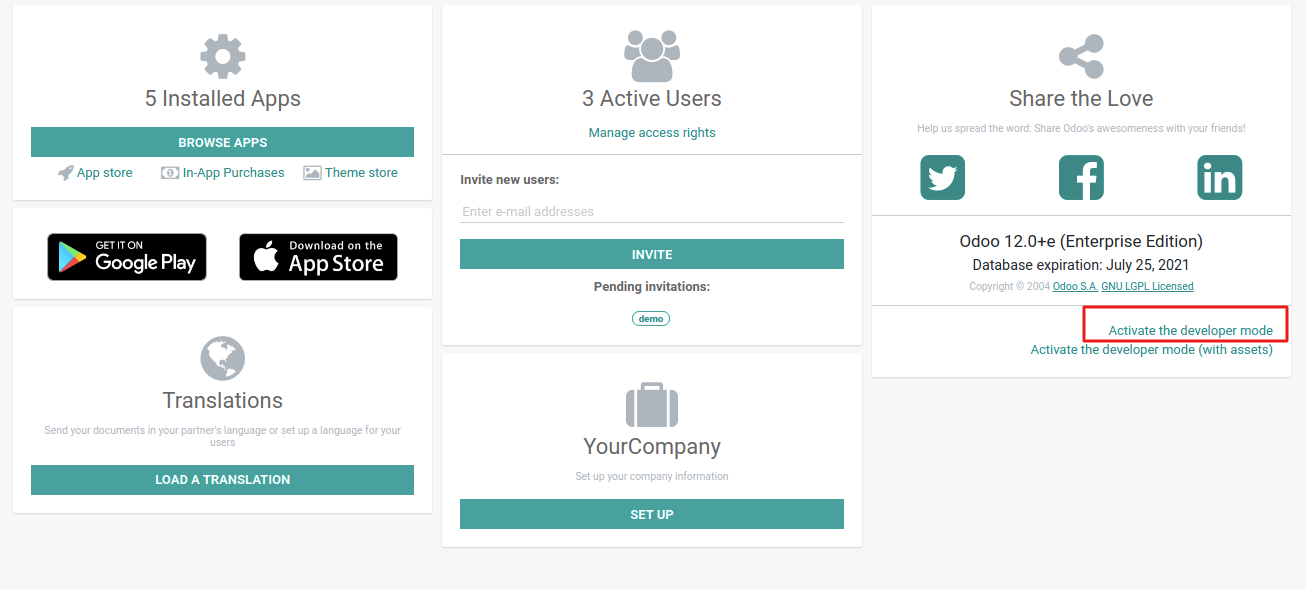 5 Installed Apps
BROWSE APPS
App store
In-App Purchases
Theme store
GET IT ON
Google Play
Download on the
App Store
Translations
Send your documents in your partner's language or set up a language for your
users
LOAD A TRANSLATION
3 Active Users
Manage access rights
Invite new users:
Enter e-mail addresses
INVITE
Pending invitations:
demo
YourCompany
Set up your company information
SET UP
Share the Love
Help us spread the word: Share Odoo's awesomeness with your friends!
in
Odoo 12.0+e (Enterprise Edition)
Database expiration: July 25, 2021
Copyright © 2004 Odoo S.A. GNU LGPL Licensed
Activate the developer mode
Activate the developer mode (with assets)